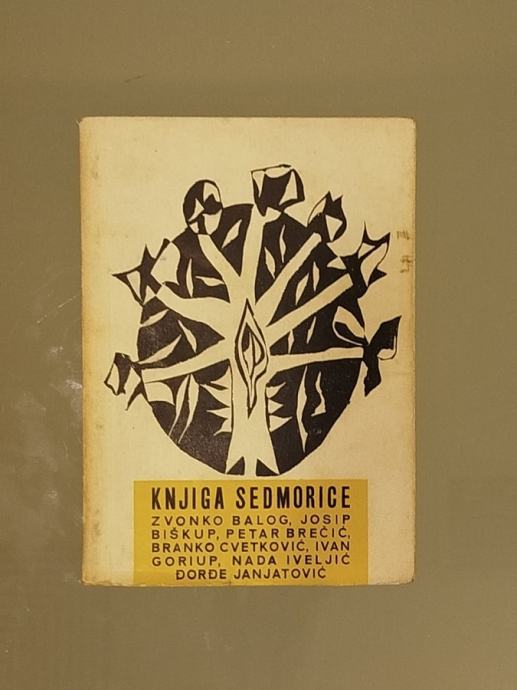 KNJIGA SEDMORICE
ZVONKO BALOG, JOSIP
BIŠKUP, PETAR BREČIĆ,
BRANKO CVETKOVIĆ, IVAN
GORIUP, NADA IVELJIĆ
ĐORĐE JANJATOVIĆ